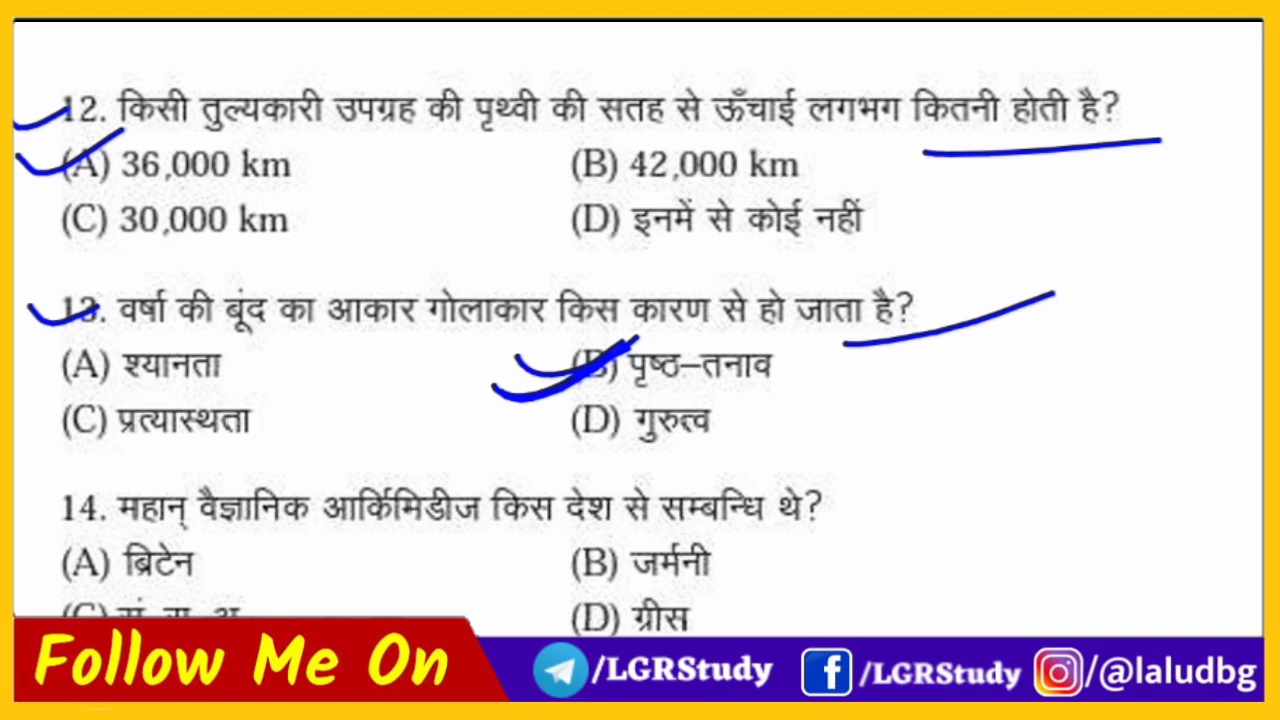 12. किसी तुल्यकारी उपग्रह की पृथ्वी की सतह से ऊँचाई लगभग कितनी होती है?
(A) 36,000 km (B) 42,000 km
(C) 30,000 km (D) इनमें से कोई नहीं
13. वर्षा की बूंद का आकार गोलाकार किस कारण से हो जाता है?
(A) श्यानता (B) पृष्ठ–तनाव
(C) प्रत्यास्थता (D) गुरुत्व
14. महान् वैज्ञानिक आर्किमिडीज किस देश से सम्बन्धि थे?
(A) ब्रिटेन (B) जर्मनी
(D) ग्रीस
Follow Me On /LGRStudy /LGRStudy /@laludbg